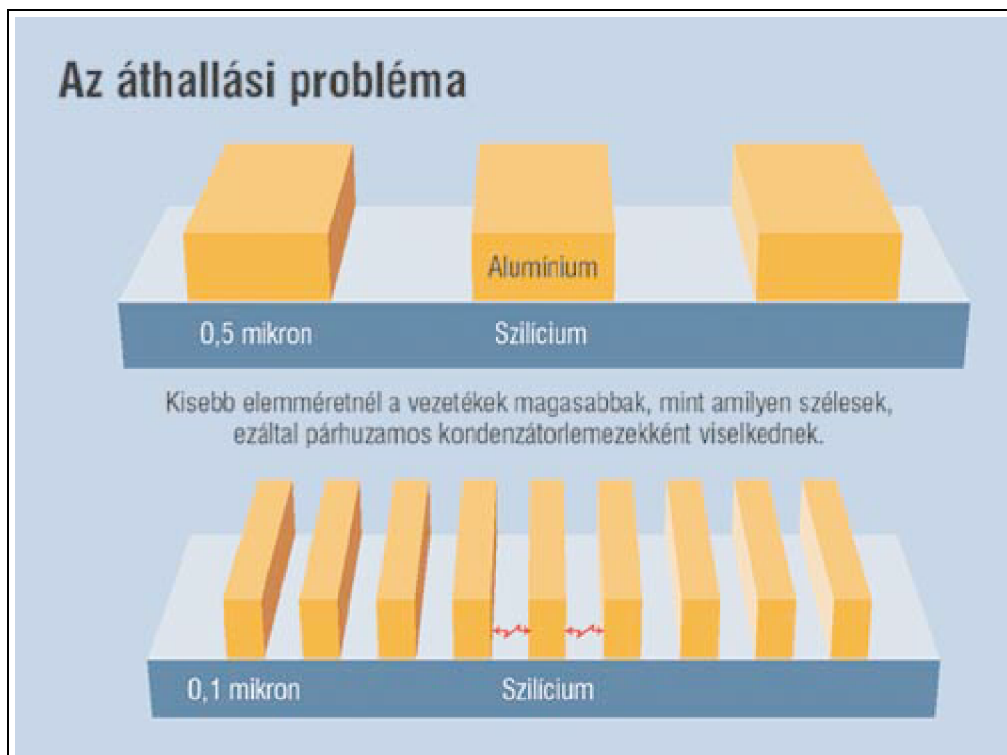 Az áthallási probléma
Alumínium
0,5 mikron Szilícium
Kisebb elemméretnél a vezetékek magasabbak, mint amilyen szélesek,
ezáltal párhuzamos kondenzátorlemezekként viselkednek.
0,1 mikron Szilícium